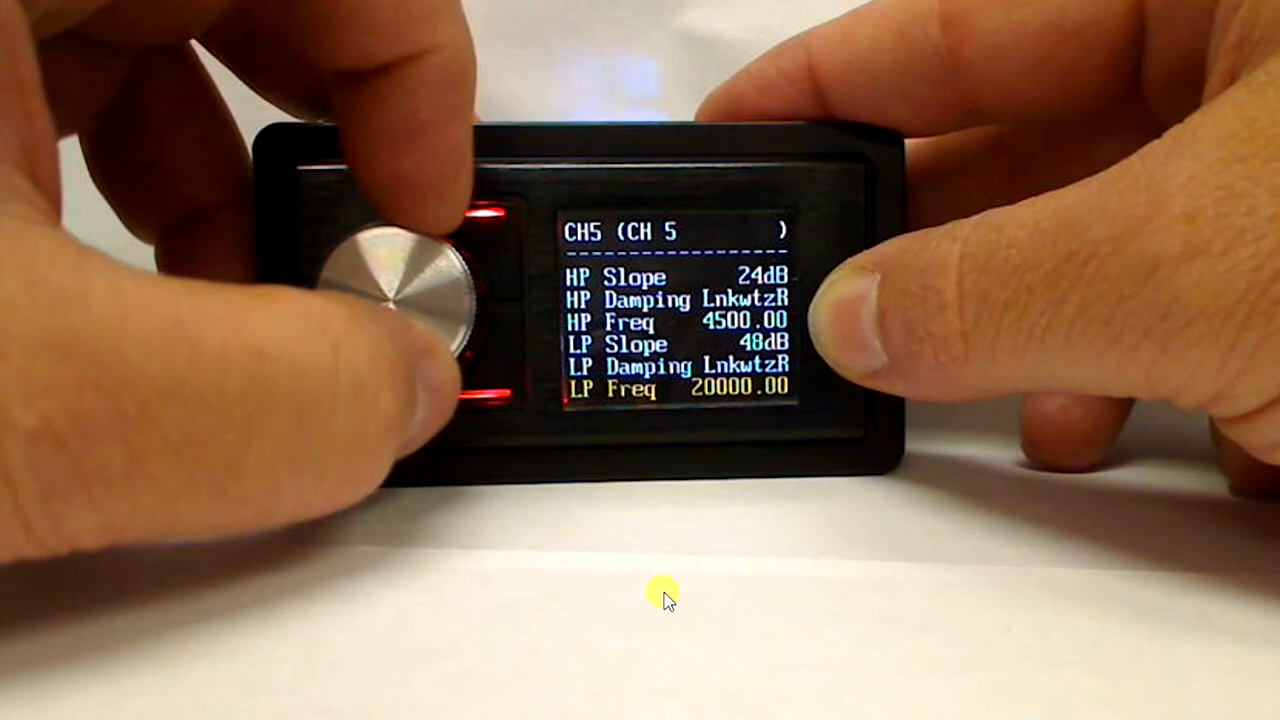 CH5 (CH 5 )
--------------------
HP Slope 24dB
HP Damping LnkwtzR
HP Freq 4500.00
LP Slope 48dB
LP Damping LnkwtzR
LP Freq 20000.00